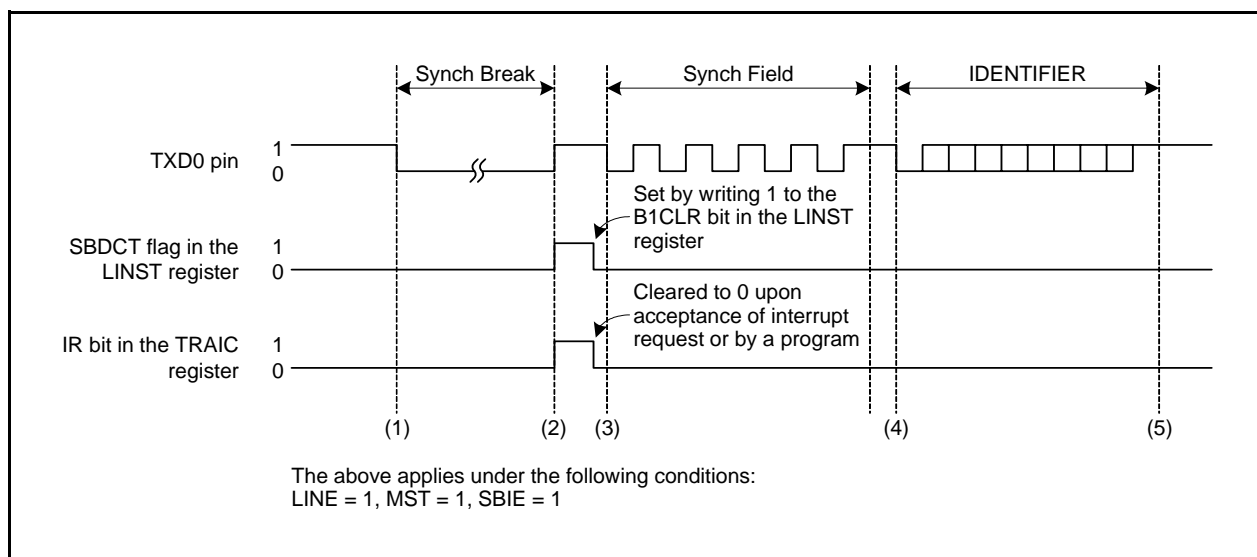 Synch Break
Synch Field
IDENTIFIER
TXD0 pin
1
0
Set by writing 1 to the
B1CLR bit in the LINST
register
SBDCT flag in the
LINST register
1
0
Cleared to 0 upon
acceptance of interrupt
request or by a program
IR bit in the TRAIC
register
1
0
(1)
(2)
(3)
(4)
(5)
The above applies under the following conditions:
LINE = 1, MST = 1, SBIE = 1